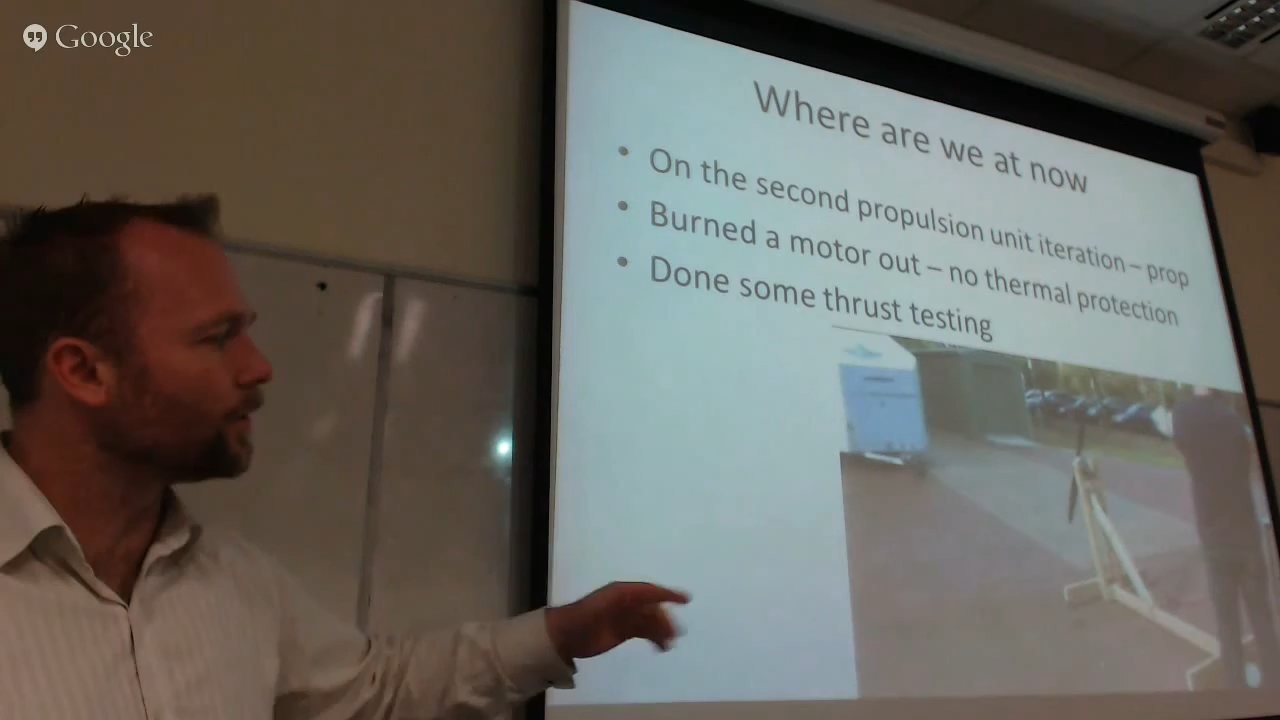 Google
Where are we at now
• On the second propulsion unit iteration – prop
• Burned a motor out – no thermal protection
• Done some thrust testing